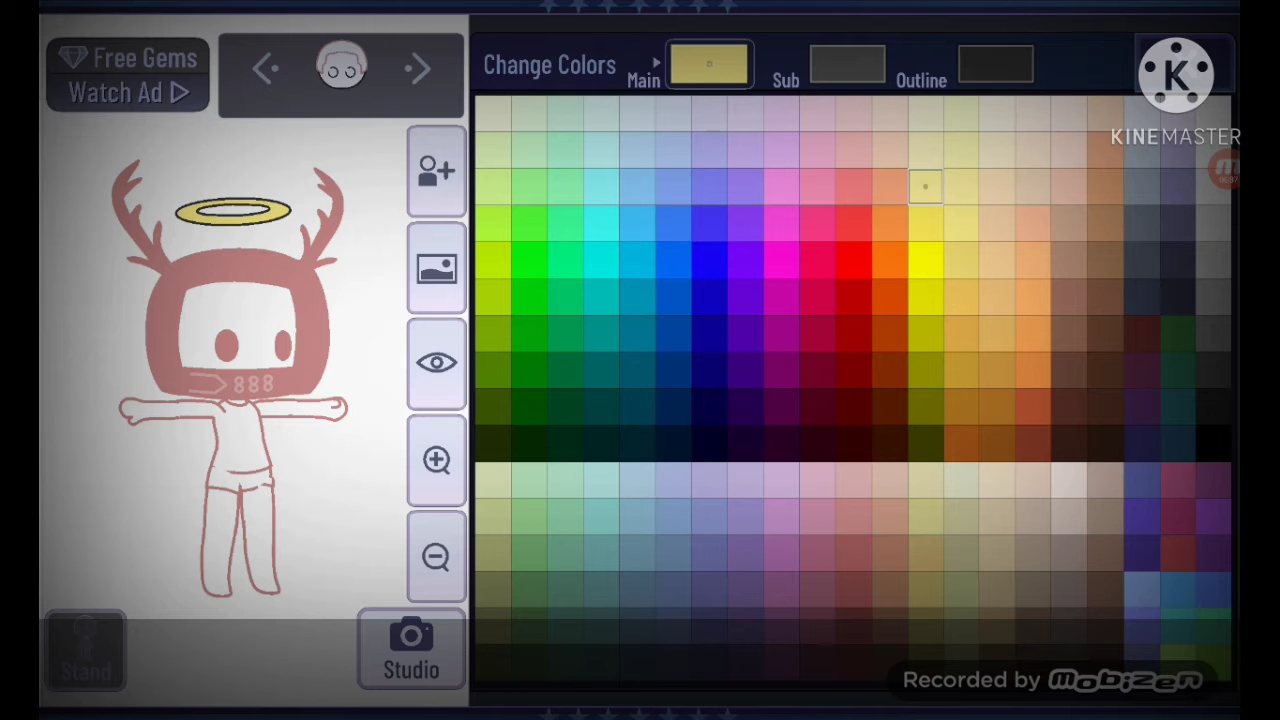 Free Gems
Watch Ad
Change Colors
Main
Sub
Outline
K
KINEMASTER
888
Stand
Studio
Recorded by mobizen